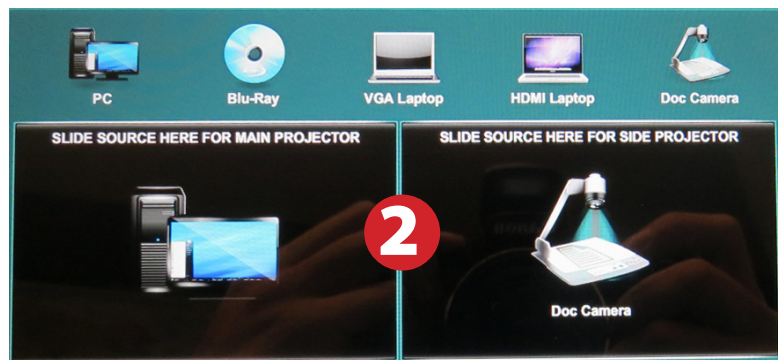 PC
Blu-Ray
VGA Laptop
HDMI Laptop
Doc Camera
SLIDE SOURCE HERE FOR MAIN PROJECTOR
SLIDE SOURCE HERE FOR SIDE PROJECTOR
2
Doc Camera